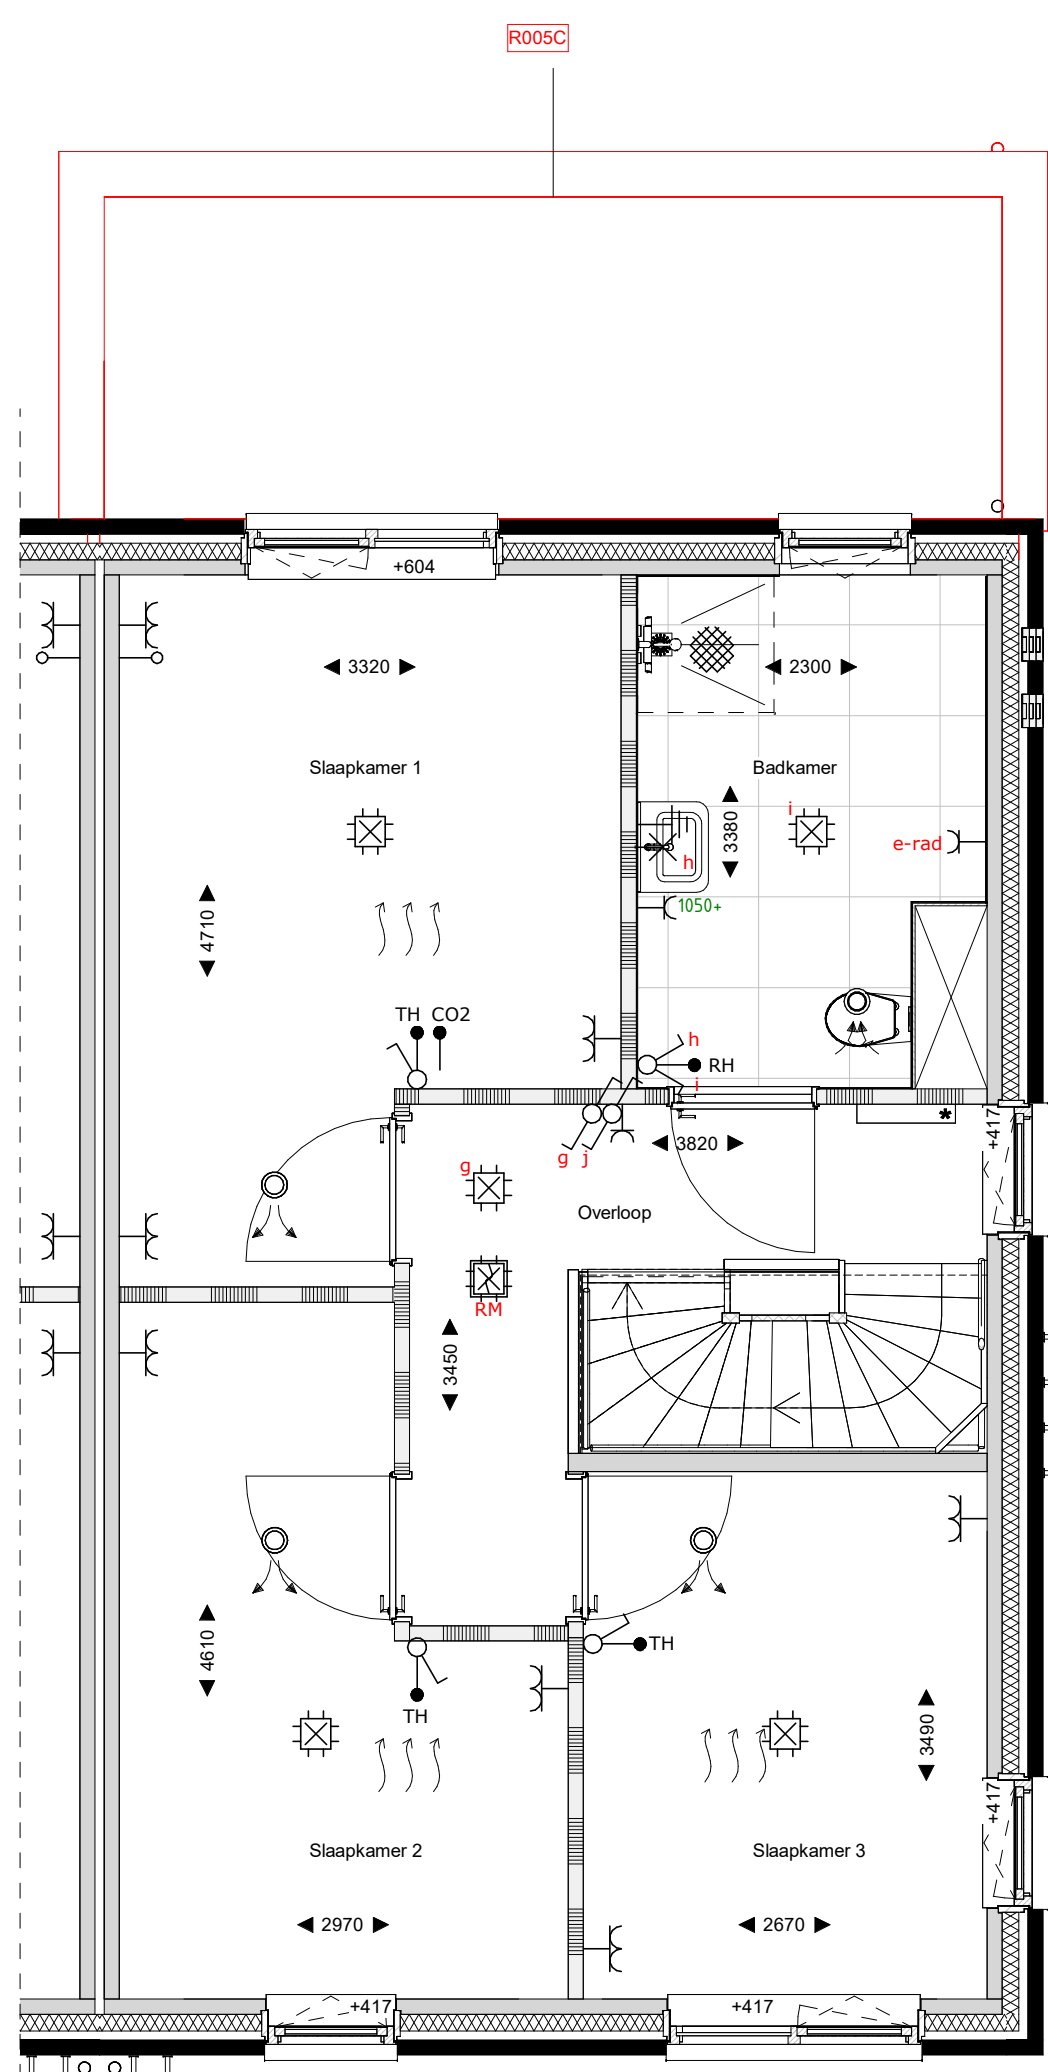 R005C
+604
3320
2300
Slaapkamer 1
Badkamer
i
3380
e-rad
h
1050+
4710
TH CO2
h
RH
i
*
+417
3820
g j
g
Overloop
RM
3450
4610
TH
TH
3490
+417
Slaapkamer 2
Slaapkamer 3
2970
2670
+417
+417